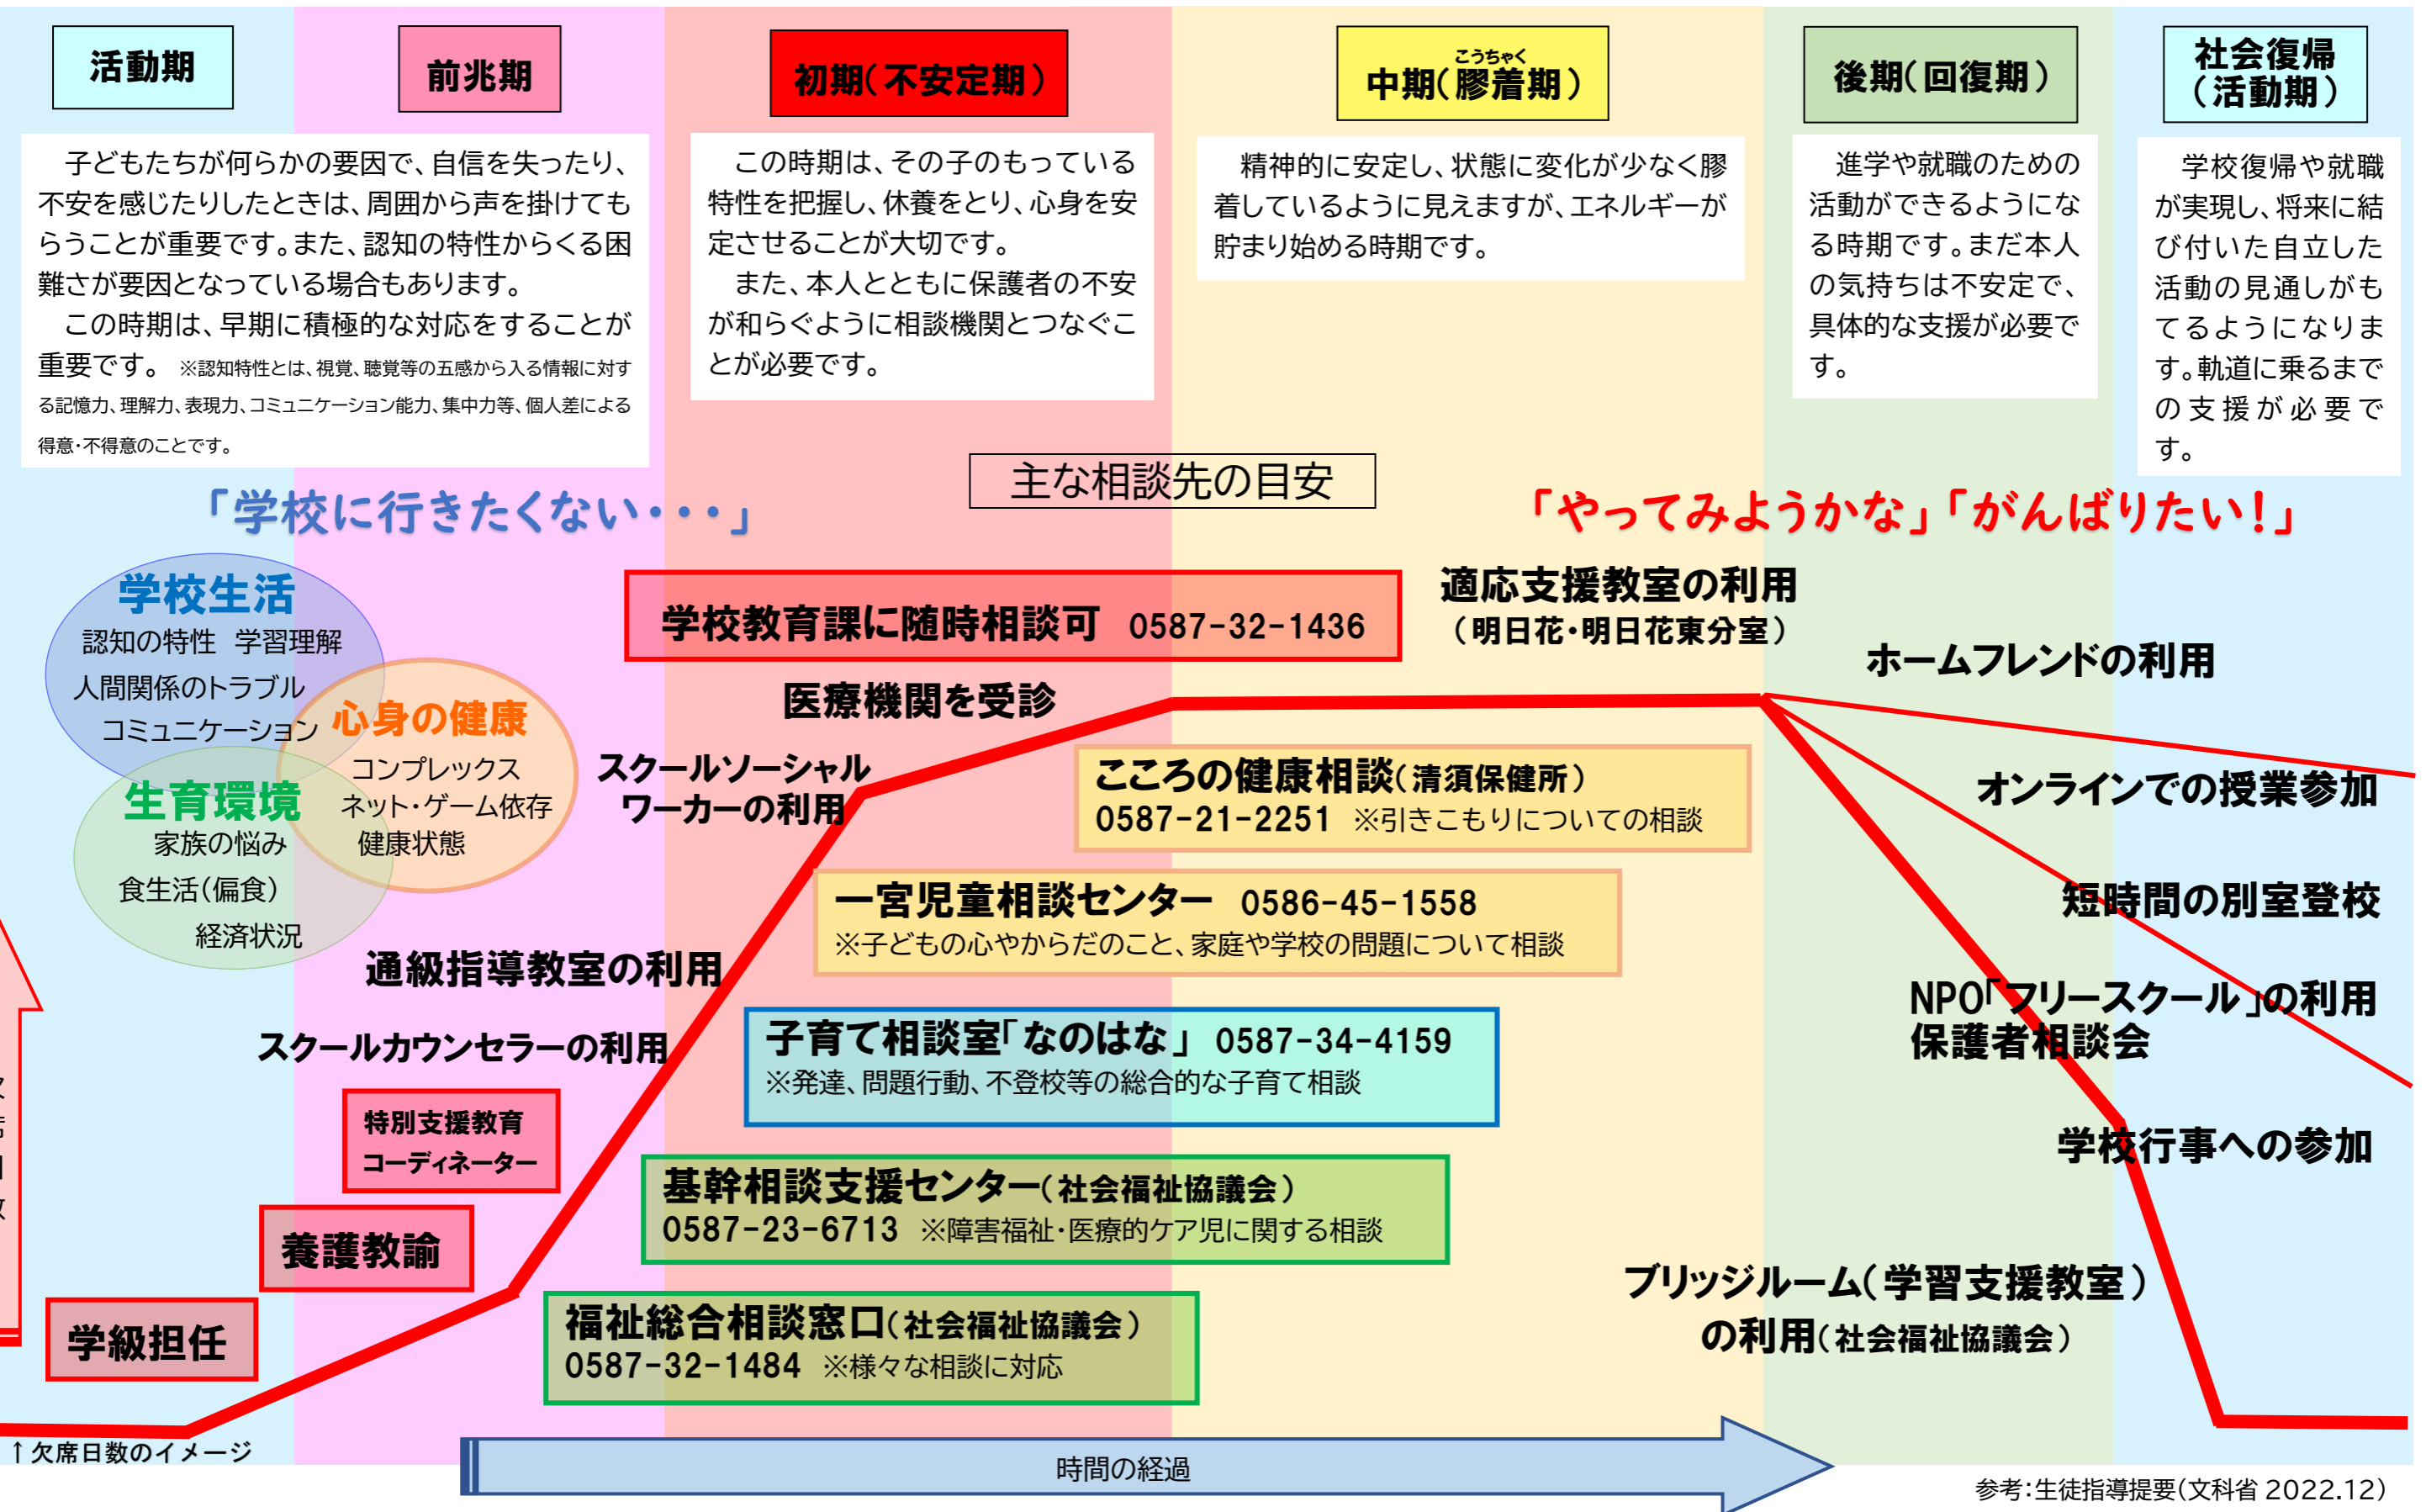 活動期
前兆期
初期(不安定期)
こうちゃく
中期(膠着期)
後期(回復期)
社会復帰
(活動期)
子どもたちが何らかの要因で、自信を失ったり、
不安を感じたりしたときは、周囲から声を掛けても
らうことが重要です。また、認知の特性からくる困
難さが要因となっている場合もあります。
この時期は、早期に積極的な対応をすることが
重要です。 ※認知特性とは、視覚、聴覚等の五感から入る情報に対す
る記憶力、理解力、表現力、コミュニケーション能力、集中力等、個人差による
得意・不得意のことです。
この時期は、その子のもっている
特性を把握し、休養をとり、心身を安
定させることが大切です。
また、本人とともに保護者の不安
が和らぐように相談機関とつなぐこ
とが必要です。
精神的に安定し、状態に変化が少なく膠
着しているように見えますが、エネルギーが
貯まり始める時期です。
進学や就職のための
活動ができるようにな
る時期です。まだ本人
の気持ちは不安定で、
具体的な支援が必要で
す。
学校復帰や就職
が実現し、将来に結
び付いた自立した
活動の見通しがも
てるようになりま
す。軌道に乗るまで
の支援が必要で
す。
主な相談先の目安
「学校に行きたくない・・・」
「やってみようかな」「がんばりたい！」
学校生活
認知の特性 学習理解
人間関係のトラブル
コミュニケーション
心身の健康
コンプレックス
ネット・ゲーム依存
健康状態
生育環境
家族の悩み
食生活(偏食)
経済状況
学校教育課に随時相談可 0587-32-1436
適応支援教室の利用
(明日花・明日花東分室)
ホームフレンドの利用
医療機関を受診
スクールソーシャル
ワーカーの利用
こころの健康相談(清須保健所)
0587-21-2251 ※引きこもりについての相談
オンラインでの授業参加
一宮児童相談センター 0586-45-1558
※子どもの心やからだのこと、家庭や学校の問題について相談
短時間の別室登校
通級指導教室の利用
NPO「フリースクール」の利用
保護者相談会
スクールカウンセラーの利用
子育て相談室「なのはな」 0587-34-4159
※発達、問題行動、不登校等の総合的な子育て相談
特別支援教育
コーディネーター
学校行事への参加
基幹相談支援センター(社会福祉協議会)
0587-23-6713 ※障害福祉・医療的ケア児に関する相談
養護教諭
ブリッジルーム(学習支援教室)
の利用(社会福祉協議会)
福祉総合相談窓口(社会福祉協議会)
0587-32-1484 ※様々な相談に対応
学級担任
↑欠席日数のイメージ
時間の経過
参考:生徒指導提要(文科省 2022.12)